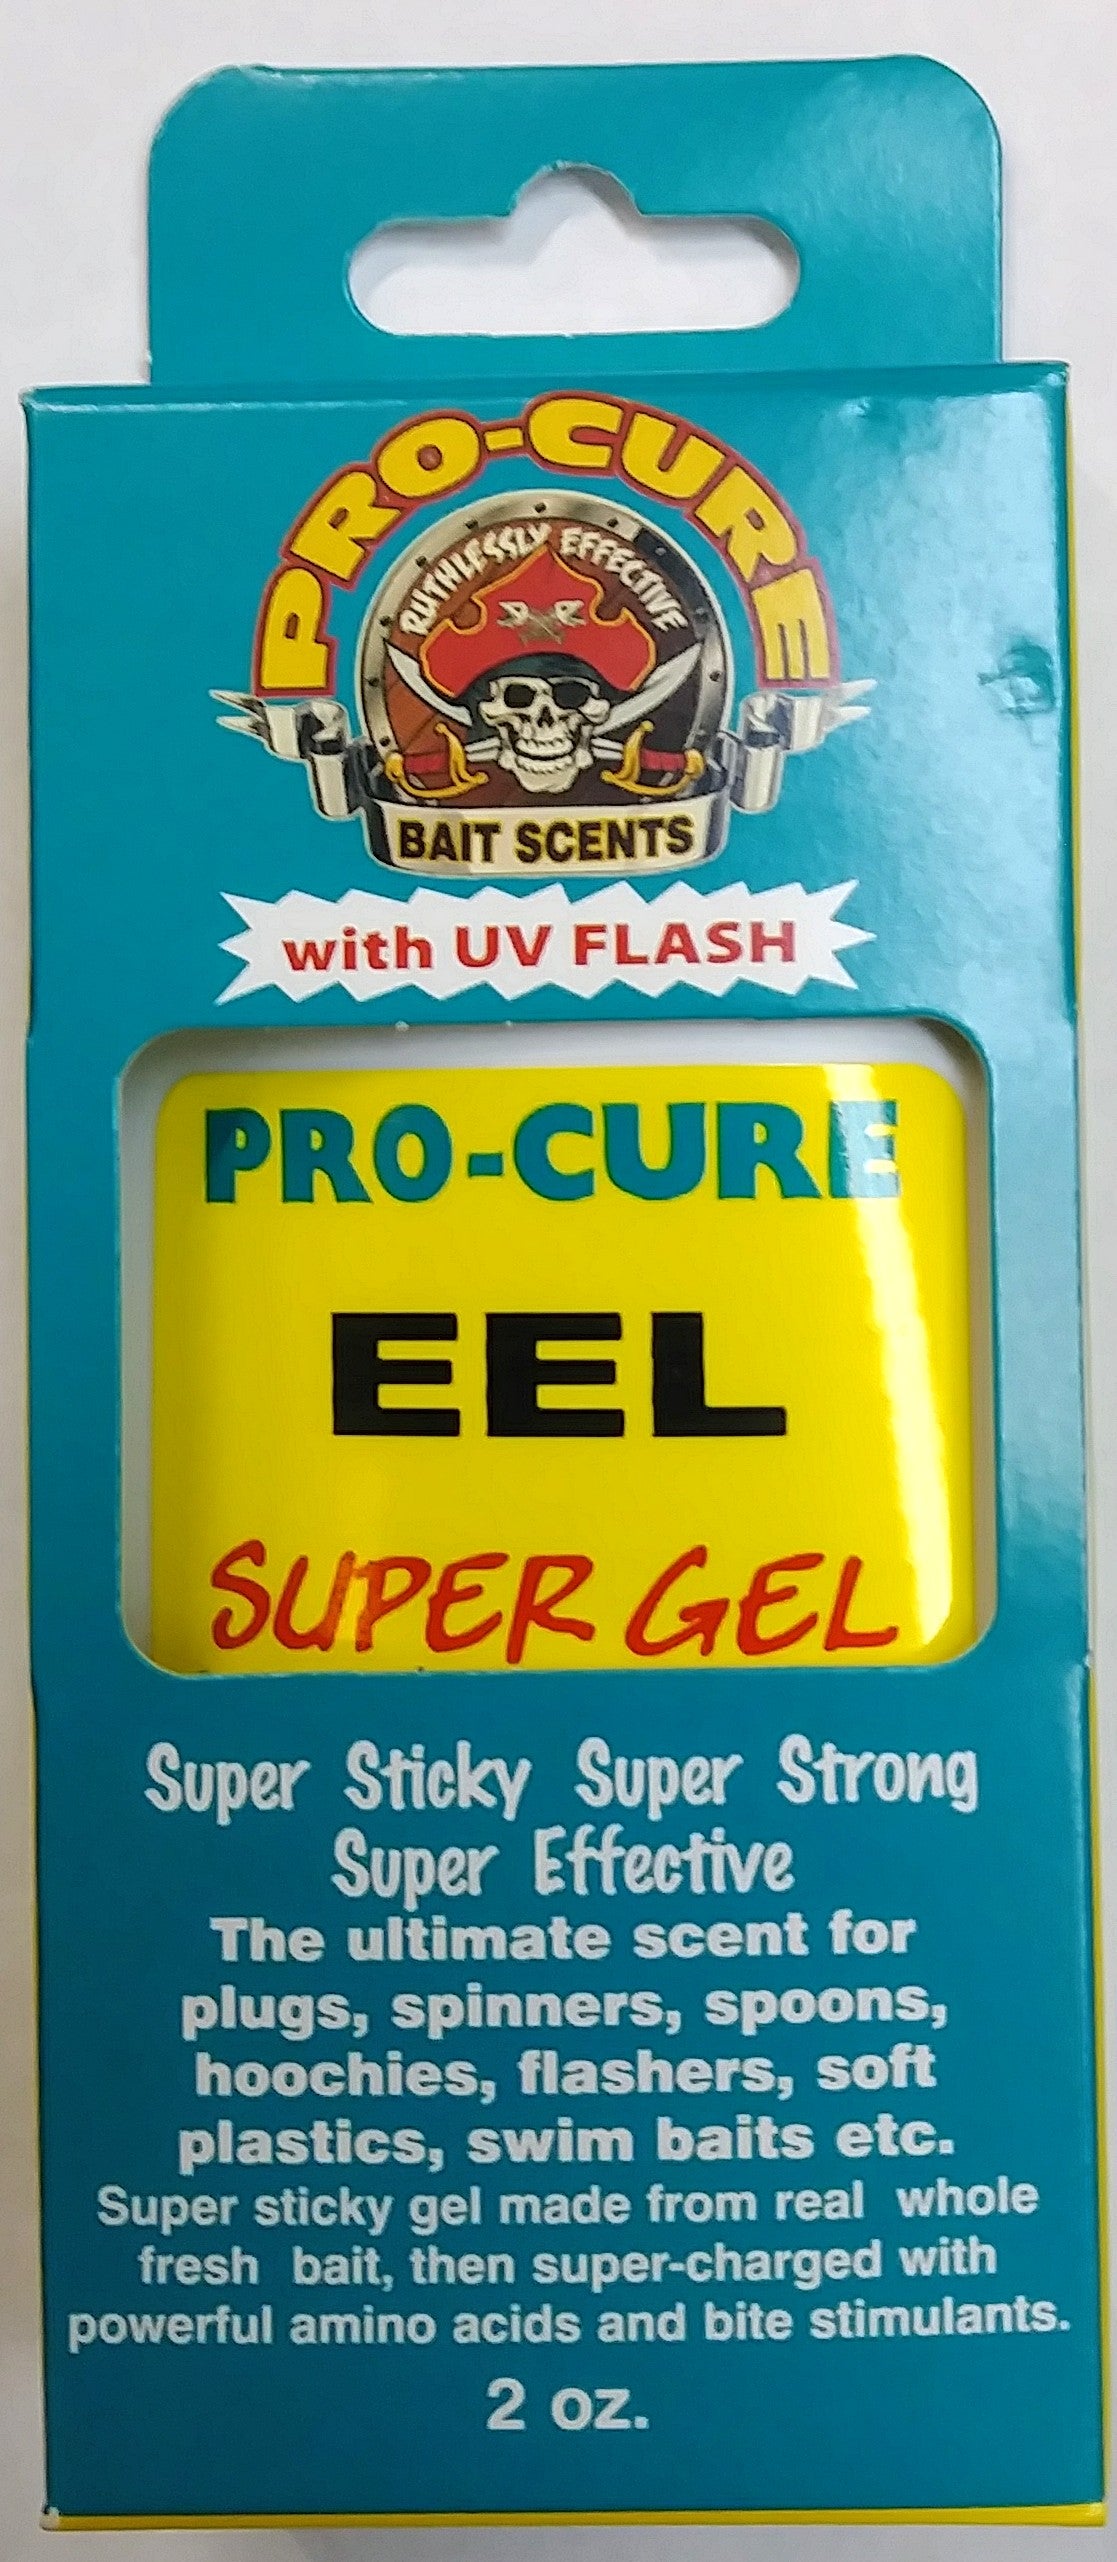 PRO-CURE
RUTHLESSLY EFFECTIVE
BAIT SCENTS
with UV FLASH
PRO-CURE
EEL
SUPER GEL
Super Sticky Super Strong
Super Effective
The ultimate scent for
plugs, spinners, spoons,
hoochies, flashers, soft
plastics, swim baits etc.
Super sticky gel made from real whole
fresh bait, then super-charged with
powerful amino acids and bite stimulants.
2 oz.